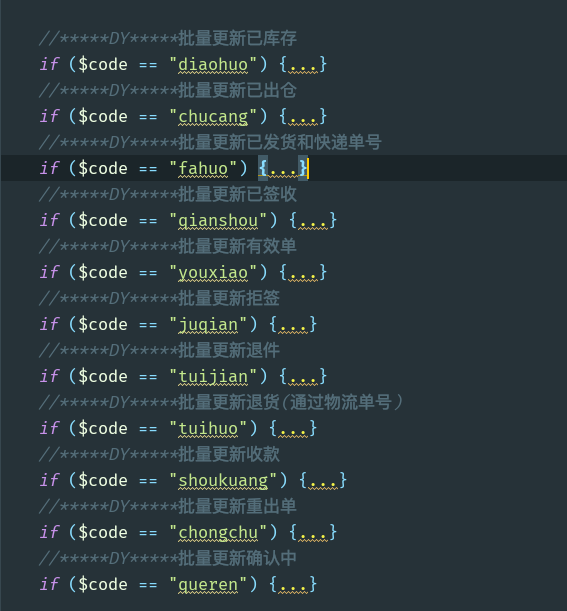 //*****DY*****批量更新已库存
if ($code == "diaohuo") {...}
//*****DY*****批量更新已出仓
if ($code == "chucang") {...}
//*****DY*****批量更新已发货和快递单号
if ($code == "fahuo") {...}
//*****DY*****批量更新已签收
if ($code == "qianshou") {...}
//*****DY*****批量更新有效单
if ($code == "youxiao") {...}
//*****DY*****批量更新拒签
if ($code == "juqian") {...}
//*****DY*****批量更新退件
if ($code == "tuijian") {...}
//*****DY*****批量更新退货(通过物流单号）
if ($code == "tuihuo") {...}
//*****DY*****批量更新收款
if ($code == "shoukuang") {...}
//*****DY*****批量更新重出单
if ($code == "chongchu") {...}
//*****DY*****批量更新确认中
if ($code == "queren") {...}